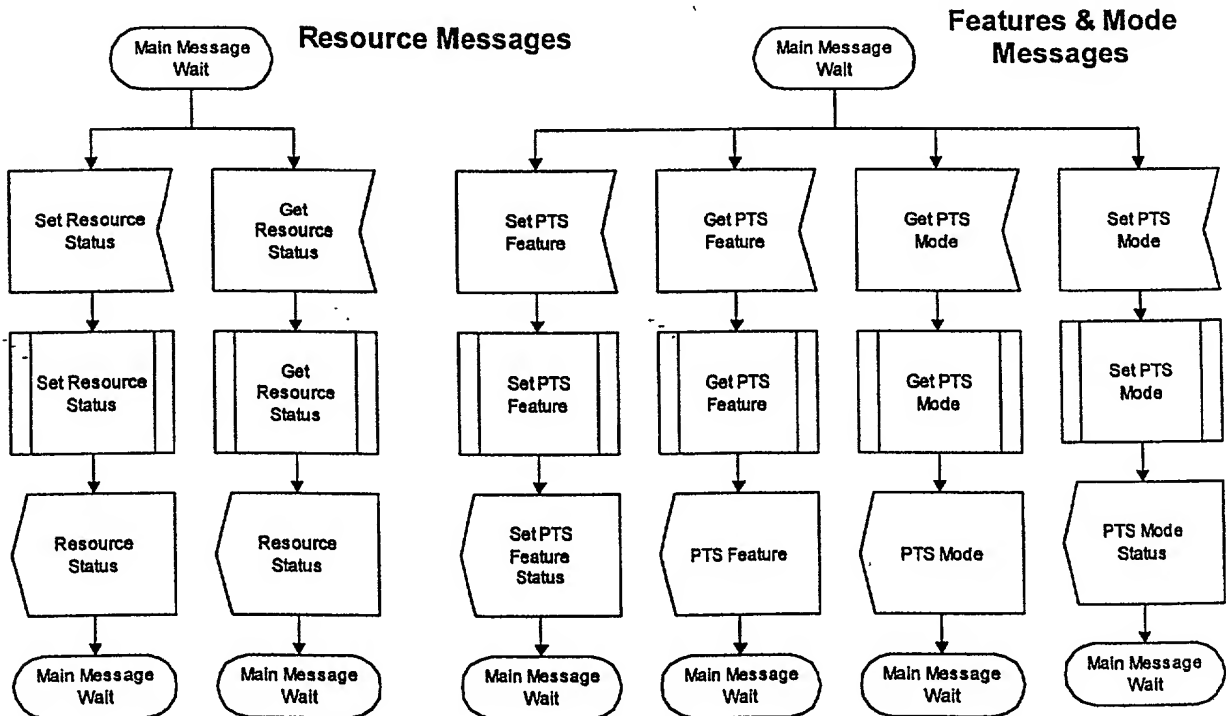 Resource Messages
Features & Mode
Messages
Main Message
Wait
Main Message
Wait
Set Resource
Status
Get
Resource
Status
Set PTS
Feature
Get PTS
Feature
Get PTS
Mode
Set PTS
Mode
Set Resource
Status
Get
Resource
Status
Set PTS
Feature
Get PTS
Feature
Get PTS
Mode
Set PTS
Mode
Resource
Status
Resource
Status
Set PTS
Feature
Status
PTS Feature
PTS Mode
PTS Mode
Status
Main Message
Wait
Main Message
Wait
Main Message
Wait
Main Message
Wait
Main Message
Wait
Main Message
Wait